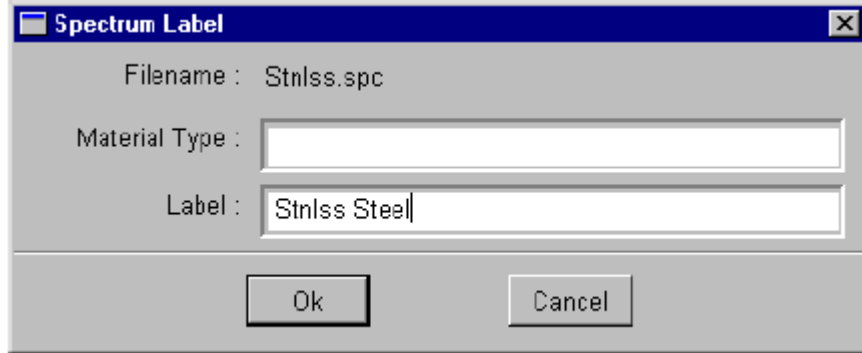 Spectrum Label
Filename : Stnlss.spc
Material Type :
Label : Stnlss Steel
Ok Cancel